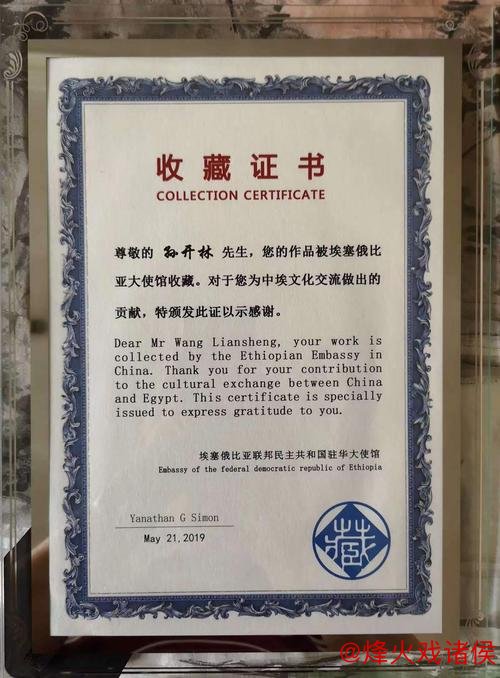 收藏证书
COLLECTION CERTIFICATE
尊敬的 孙开林 先生，您的作品被埃塞俄比
亚大使馆收藏。对于您为中埃文化交流做出的
贡献，特颁发此证以示感谢。
Dear Mr Wang Liansheng, your work is
collected by the Ethiopian Embassy in
China. Thank you for your contribution
to the cultural exchange between China
and Egypt. This certificate is specially
issued to express gratitude to you.
埃塞俄比亚联邦民主共和国驻华大使馆
Embassy of the federal democratic republic of Ethiopia
Yanathan G Simon
May 21,2019
藏
@烽火戏诸侯